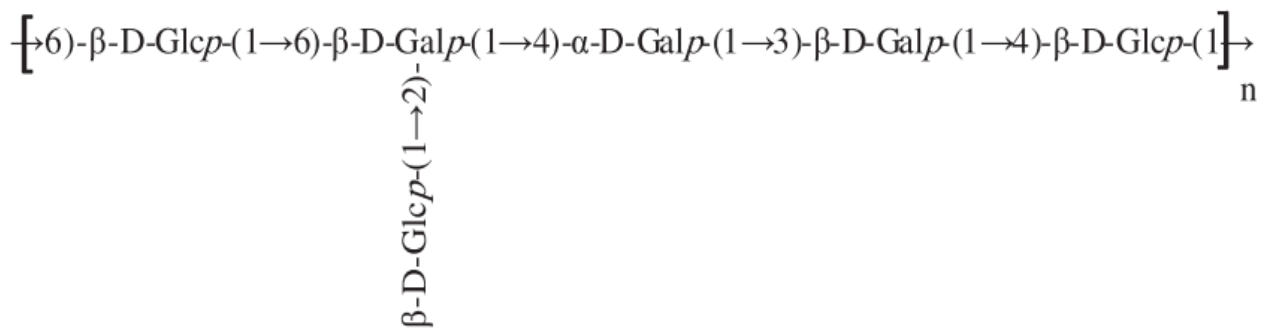 [→6)-β-D-Glcp-(1→6)-β-D-Galp-(1→4)-α-D-Galp-(1→3)-β-D-Galp-(1→4)-β-D-Glcp-(1]→
n
β-D-Glcp-(1→2)-